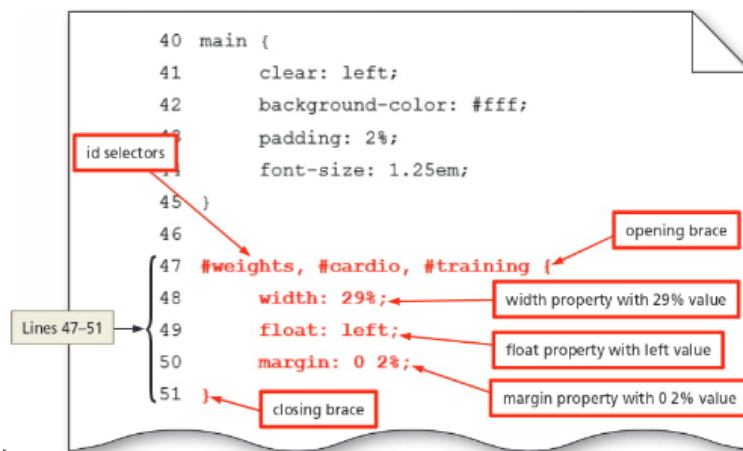 40 main {
41 clear: left;
42 background-color: #fff;
padding: 2%;
id selectors
font-size: 1.25em;
45 }
46
opening brace
47 #weights, #cardio, #training {
48 width: 29%;
width property with 29% value
Lines 47–51
49 float: left;
float property with left value
50 margin: 0 2%;
margin property with 0 2% value
51 }
closing brace